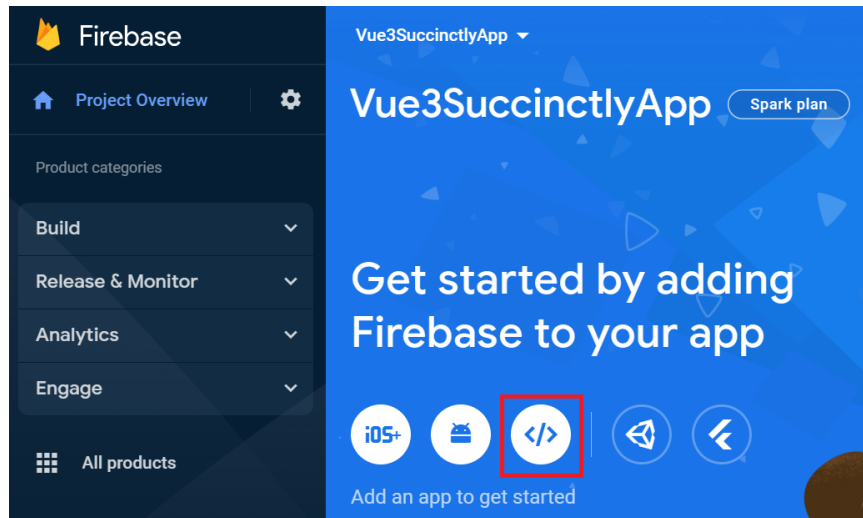 Firebase
Project Overview
Product categories
Build
Release & Monitor
Analytics
Engage
All products
Vue3SuccinctlyApp
Vue3SuccinctlyApp
Spark plan
Get started by adding
Firebase to your app
iOS+
</>
Add an app to get started